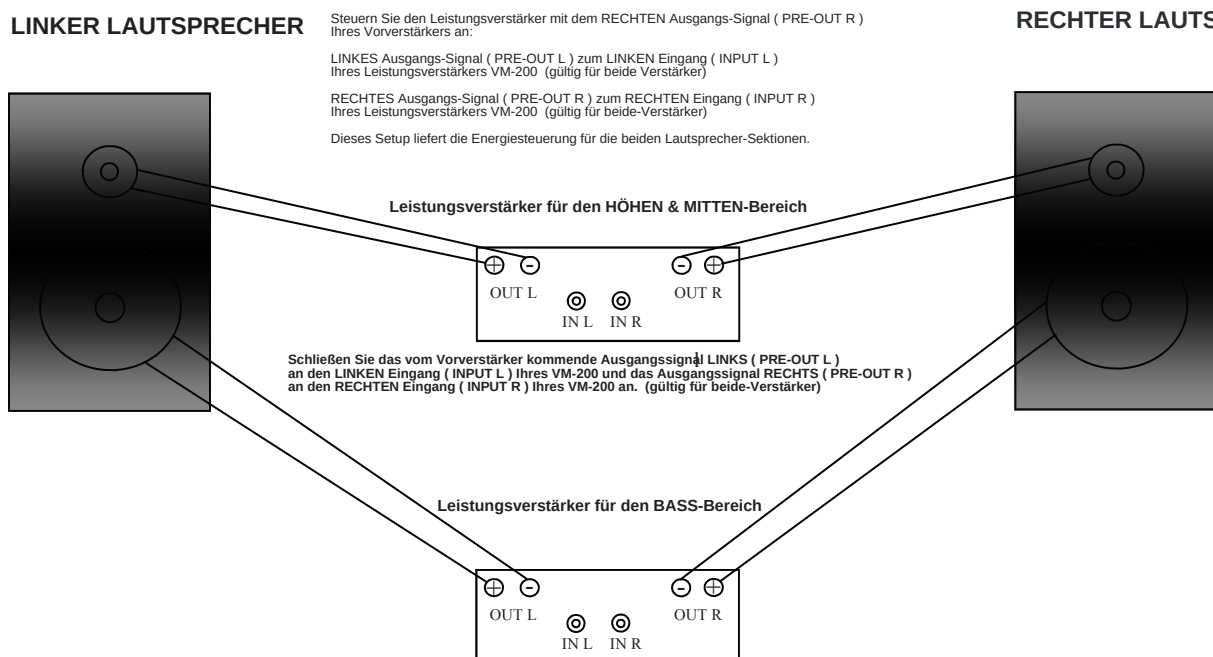 LINKER LAUTSPRECHER
Steuern Sie den Leistungsverstärker mit dem RECHTEN Ausgangs-Signal ( PRE-OUT R )
Ihres Vorverstärkers an:
LINKES Ausgangs-Signal ( PRE-OUT L ) zum LINKEN Eingang ( INPUT L )
Ihres Leistungsverstärkers VM-200 (gültig für beide Verstärker)
RECHTES Ausgangs-Signal ( PRE-OUT R ) zum RECHTEN Eingang ( INPUT R )
Ihres Leistungsverstärkers VM-200 (gültig für beide-Verstärker)
Dieses Setup liefert die Energiesteuerung für die beiden Lautsprecher-Sektionen.
RECHTER LAUTS
Leistungsverstärker für den HÖHEN & MITTEN-Bereich
+ - - +
OUT L OUT R
IN L IN R
Schließen Sie das vom Vorverstärker kommende Ausgangssignal LINKS ( PRE-OUT L )
an den LINKEN Eingang ( INPUT L ) Ihres VM-200 und das Ausgangssignal RECHTS ( PRE-OUT R )
an den RECHTEN Eingang ( INPUT R ) Ihres VM-200 an. (gültig für beide-Verstärker)
Leistungsverstärker für den BASS-Bereich
+ - - +
OUT L OUT R
IN L IN R